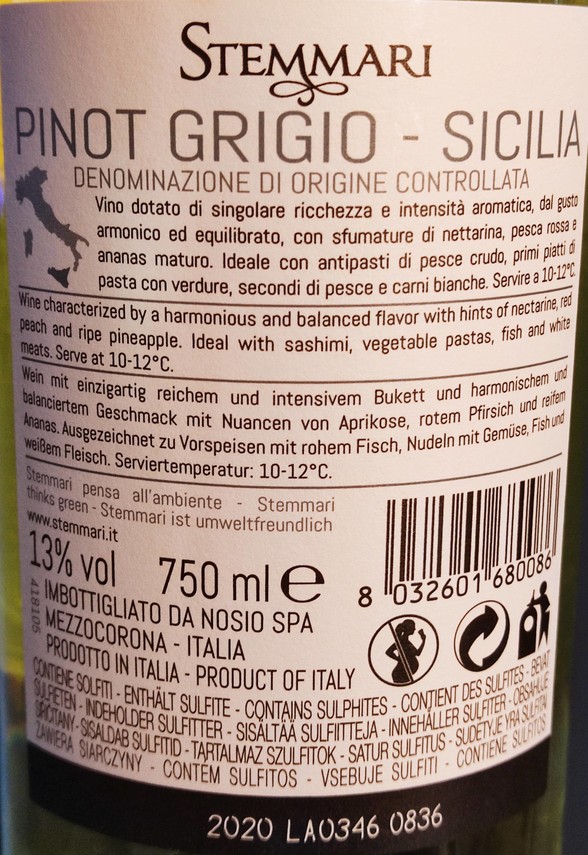 STEMMARI
PINOT GRIGIO - SICILIA
DENOMINAZIONE DI ORIGINE CONTROLLATA
Vino dotato di singolare ricchezza e intensità aromatica, dal gusto
armonico ed equilibrato, con sfumature di nettarina, pesca rossa e
ananas maturo. Ideale con antipasti di pesce crudo, primi piatti di
pasta con verdure, secondi di pesce e carni bianche. Servire a 10-12°C.
Wine characterized by a harmonious and balanced flavor with hints of nectarine, red
peach and ripe pineapple. Ideal with sashimi, vegetable pastas, fish and white
meats. Serve at 10-12°C.
Wein mit einzigartig reichem und intensivem Bukett und harmonischem und
balanciertem Geschmack mit Nuancen von Aprikose, rotem Pfirsich und reifem
Ananas. Ausgezeichnet zu Vorspeisen mit rohem Fisch, Nudeln mit Gemüse, Fish und
weißem Fleisch. Serviertemperatur: 10-12°C.
Stemmari pensa all'ambiente - Stemmari
thinks green - Stemmari ist umweltfreundlich
www.stemmari.it
13% vol 750 ml e
8 032601 680086
418105
IMBOTTIGLIATO DA NOSIO SPA
MEZZOCORONA - ITALIA
PRODOTTO IN ITALIA - PRODUCT OF ITALY
CONTIENE SOLFITI - ENTHÄLT SULFITE - CONTAINS SULPHITES - CONTIENT DES SULFITES - BEVAT
SULFIETEN - INDEHOLDER SULFITTER - SISÄLTÄÄ SULFIITTEJA - INNEHÅLLER SULFITER - OBSAHUJE
SIŘIČITANY - SISALDAB SULFITID - TARTALMAZ SZULFITOK - SATUR SULFITUS - SUDĖTYJE YRA SULFITAI
ZAWIERA SIARCZYNY - CONTÉM SULFITOS - VSEBUJE SULFITI - CONTIENE SULFITOS
2020 LA0346 0836